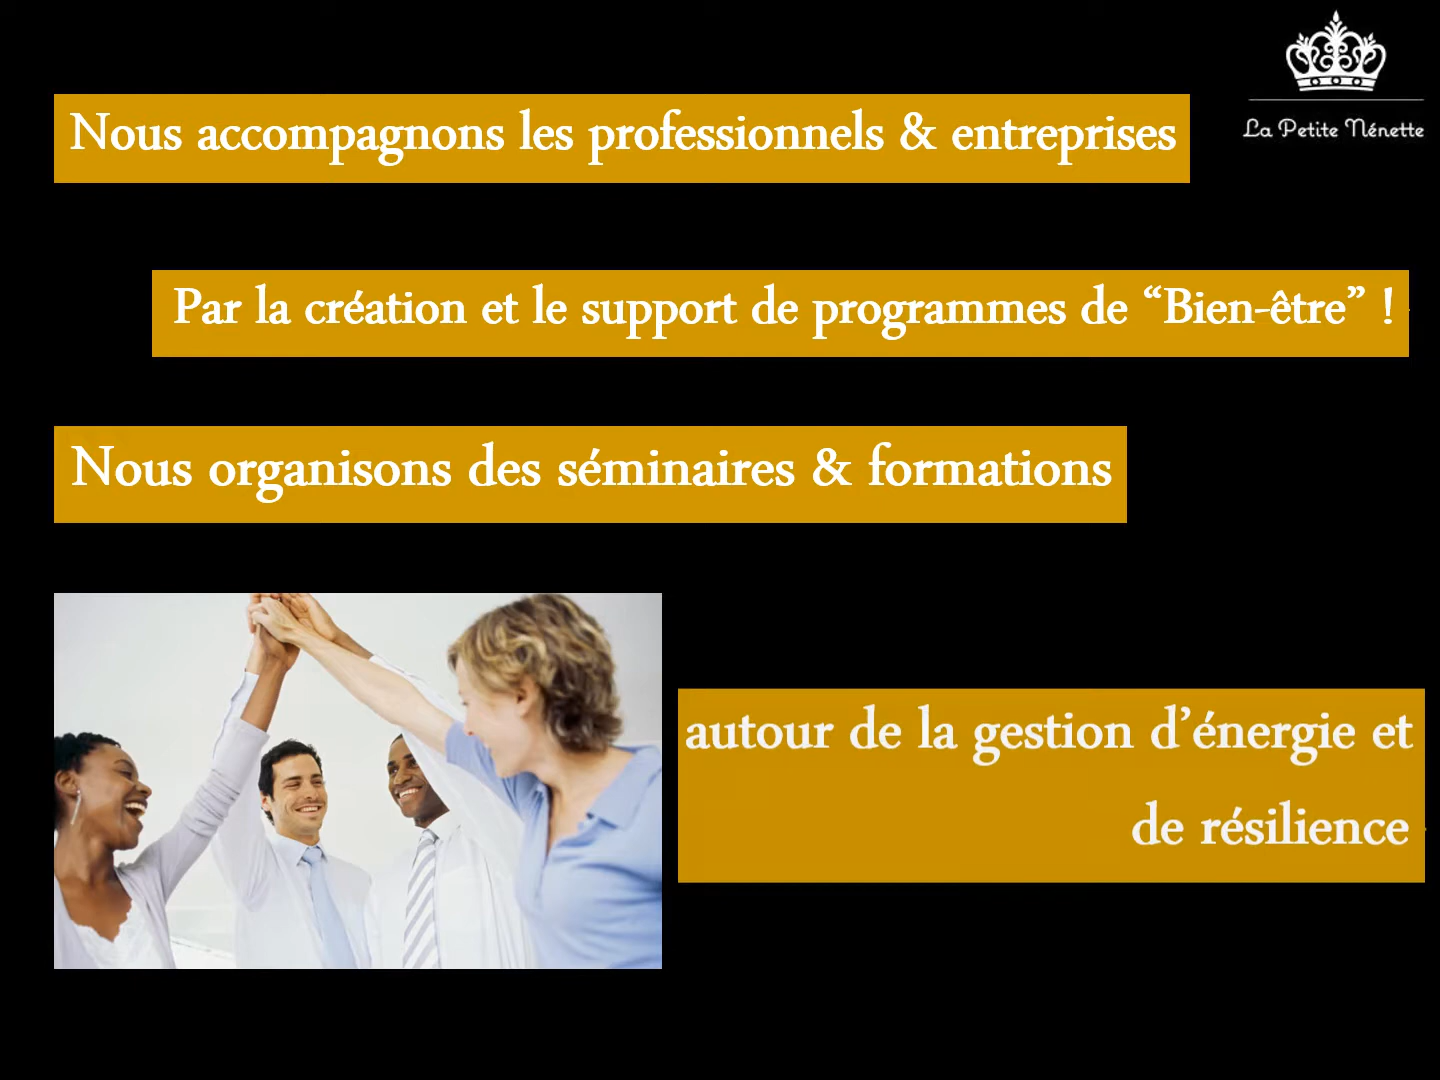 La Petite Nénette
Nous accompagnons les professionnels & entreprises
Par la création et le support de programmes de “Bien-être” !
Nous organisons des séminaires & formations
autour de la gestion d’énergie et
de résilience